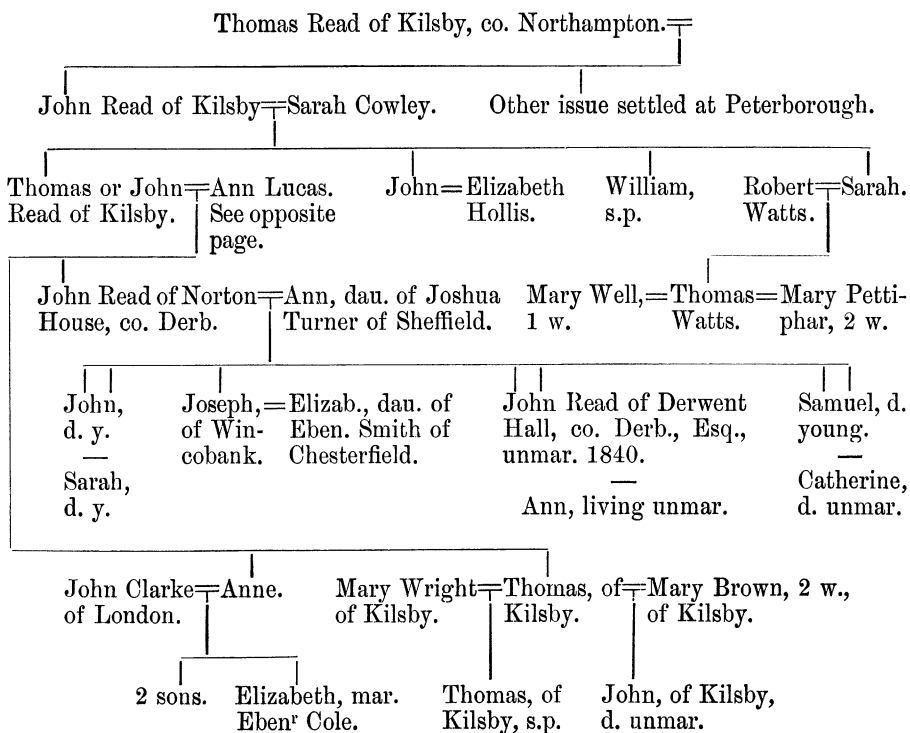 Thomas Read of Kilsby, co. Northampton.=
John Read of Kilsby=Sarah Cowley. Other issue settled at Peterborough.
Thomas or John=Ann Lucas. John=Elizabeth William, Robert=Sarah.
Read of Kilsby. See opposite Hollis. s.p. Watts.
page.
John Read of Norton=Ann, dau. of Joshua Mary Well,=Thomas=Mary Petti-
House, co. Derb. Turner of Sheffield. 1 w. Watts. phar, 2 w.
John, Joseph,=Elizab., dau. of John Read of Derwent Samuel, d.
d. y. of Win- Eben. Smith of Hall, co. Derb., Esq., young.
— cobank. Chesterfield. unmar. 1840. —
Sarah, — Catherine,
d. y. Ann, living unmar. d. unmar.
John Clarke=Anne. Mary Wright=Thomas, of=Mary Brown, 2 w.,
of London. of Kilsby. Kilsby. of Kilsby.
2 sons. Elizabeth, mar. Thomas, of John, of Kilsby,
Ebenʳ Cole. Kilsby, s.p. d. unmar.